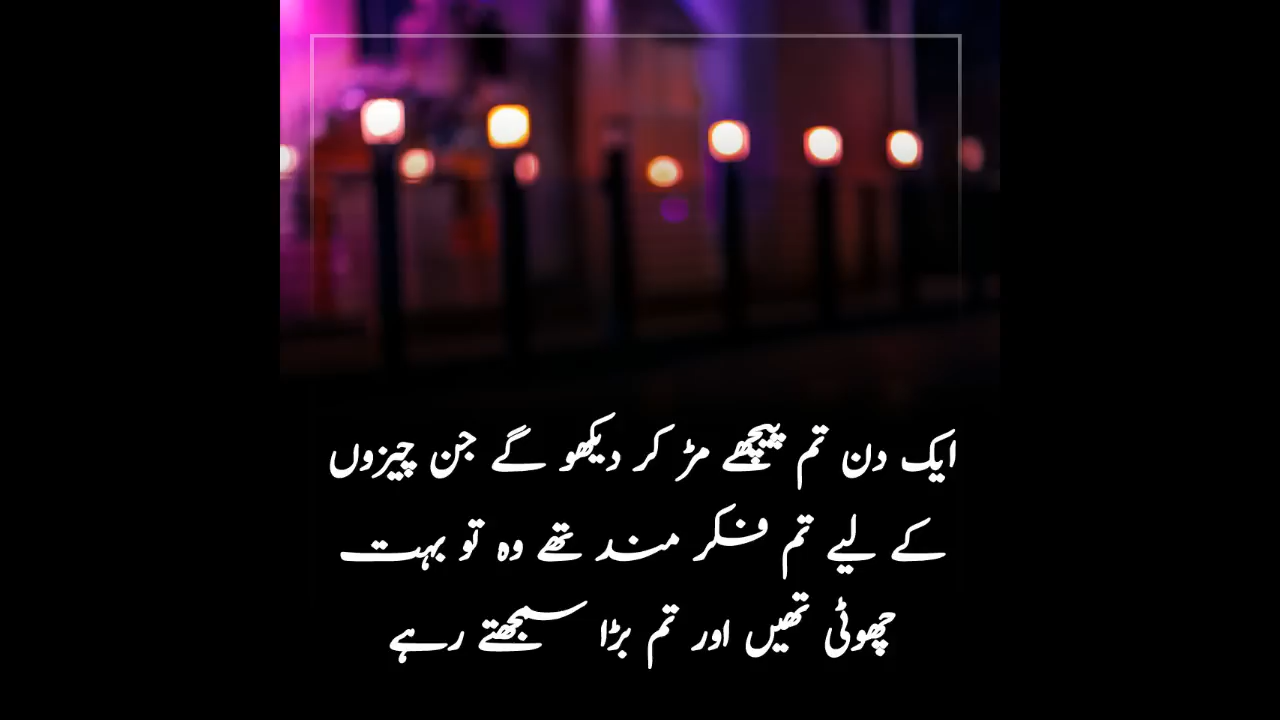 ایک دن تم پیچھے مڑ کر دیکھو گے جن چیزوں
کے لیے تم فکر مند تھے وہ تو بہت
چھوٹی تھیں اور تم بڑا سمجھتے رہے